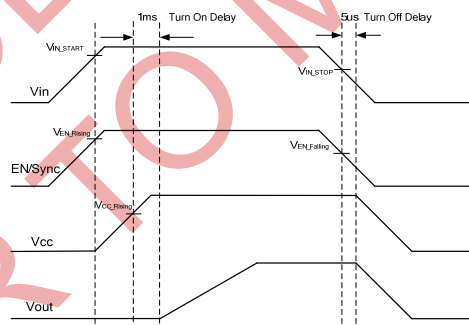 1ms Turn On Delay
5us Turn Off Delay
VIN_START
VIN_STOP
Vin
VEN_Rising
VEN_Falling
EN/Sync
VCC_Rising
Vcc
Vout